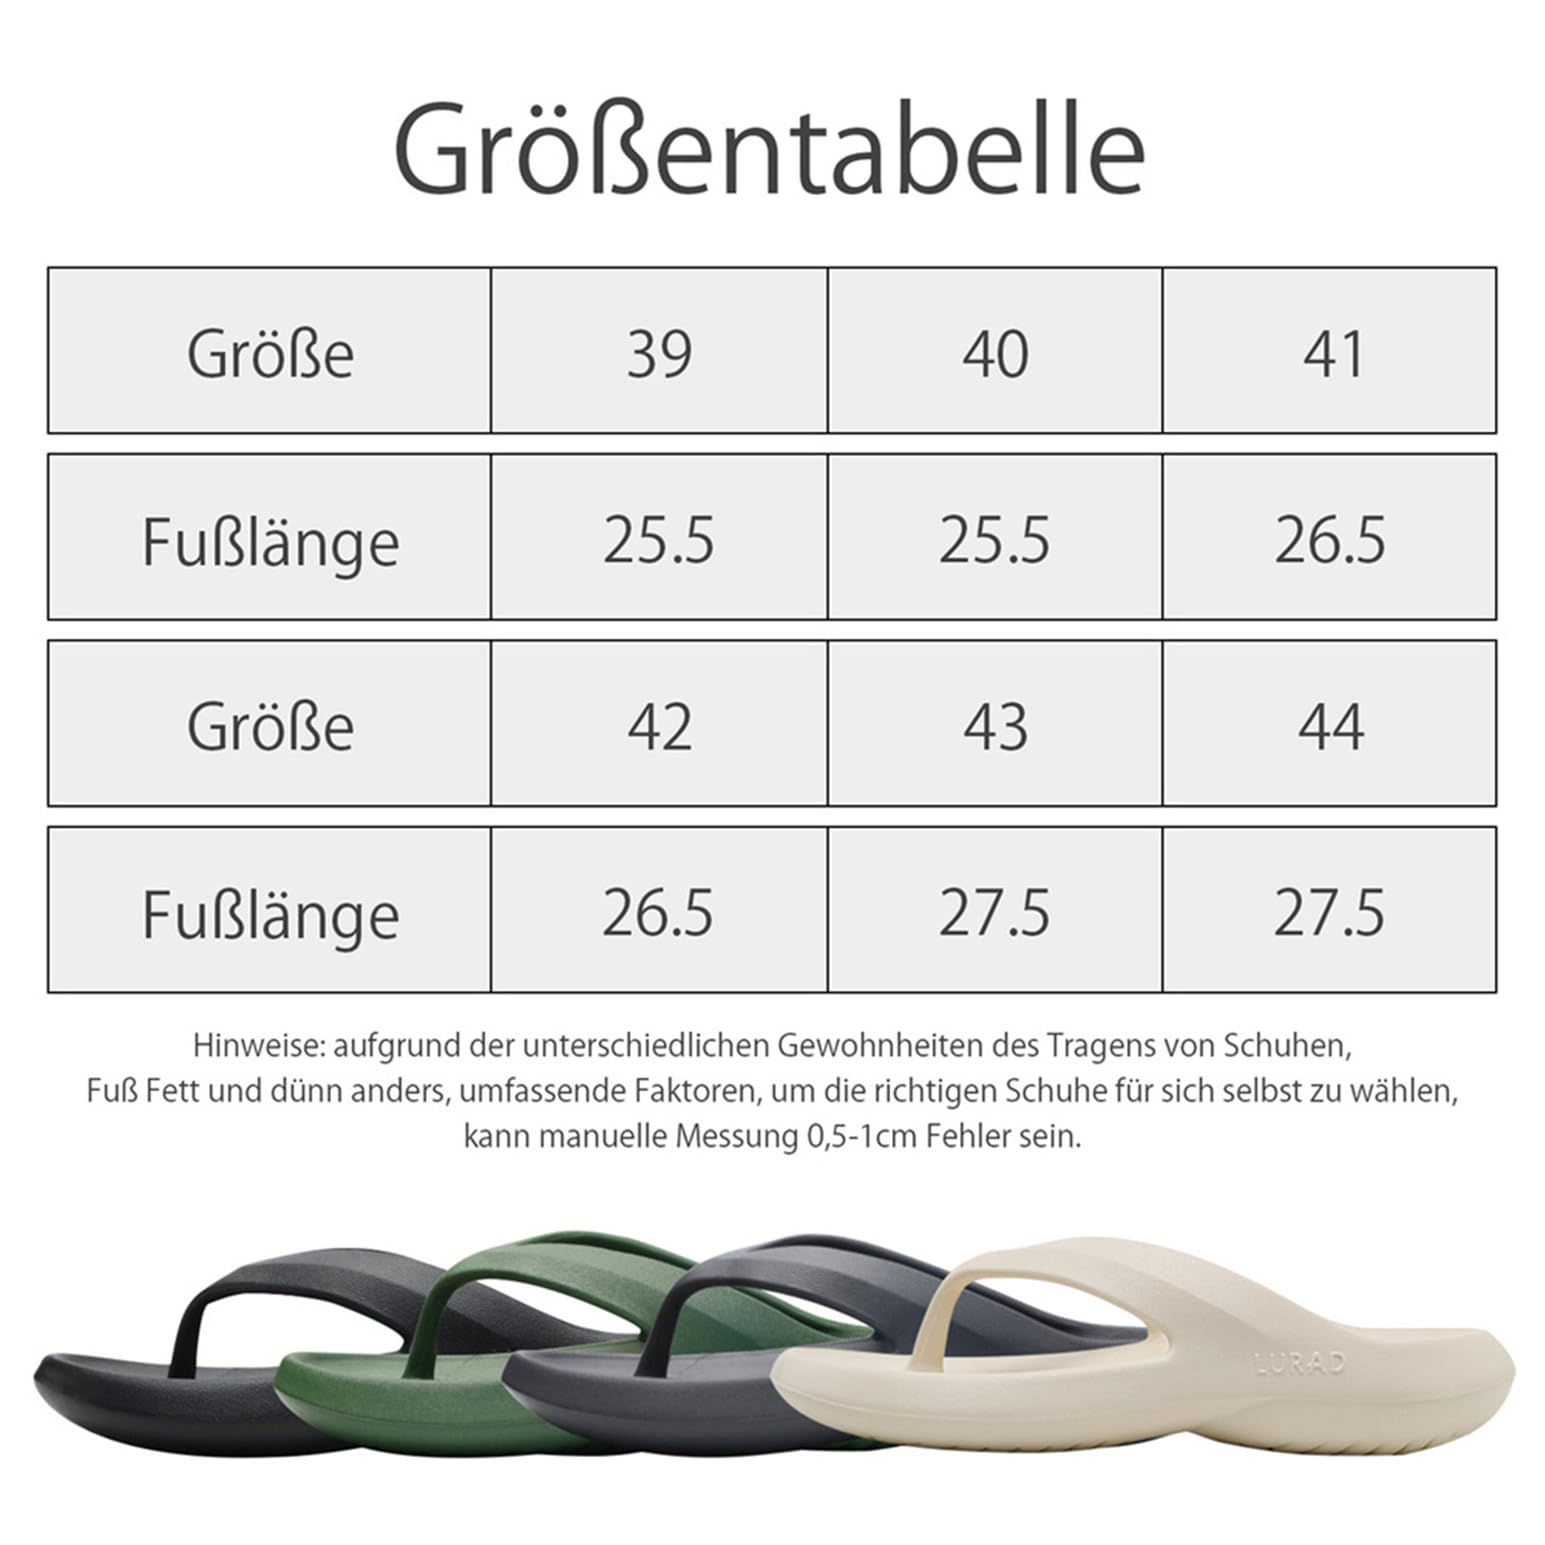 Größentabelle
Größe 39 40 41
Fußlänge 25.5 25.5 26.5
Größe 42 43 44
Fußlänge 26.5 27.5 27.5
Hinweise: aufgrund der unterschiedlichen Gewohnheiten des Tragens von Schuhen,
Fuß Fett und dünn anders, umfassende Faktoren, um die richtigen Schuhe für sich selbst zu wählen,
kann manuelle Messung 0,5-1cm Fehler sein.
LURAD